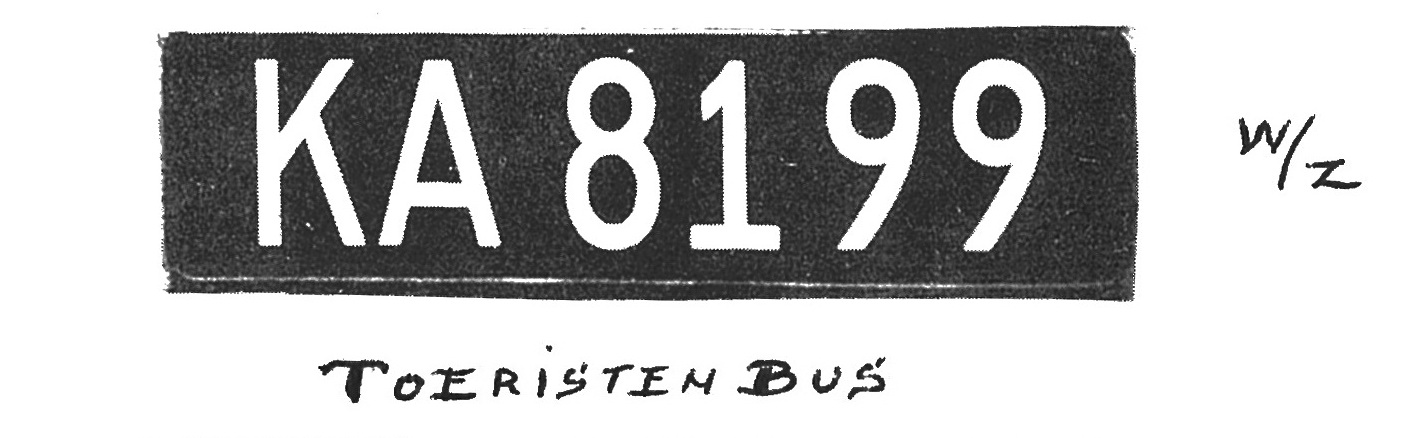 KA 8199
W/Z
TOERiSTEN BUS